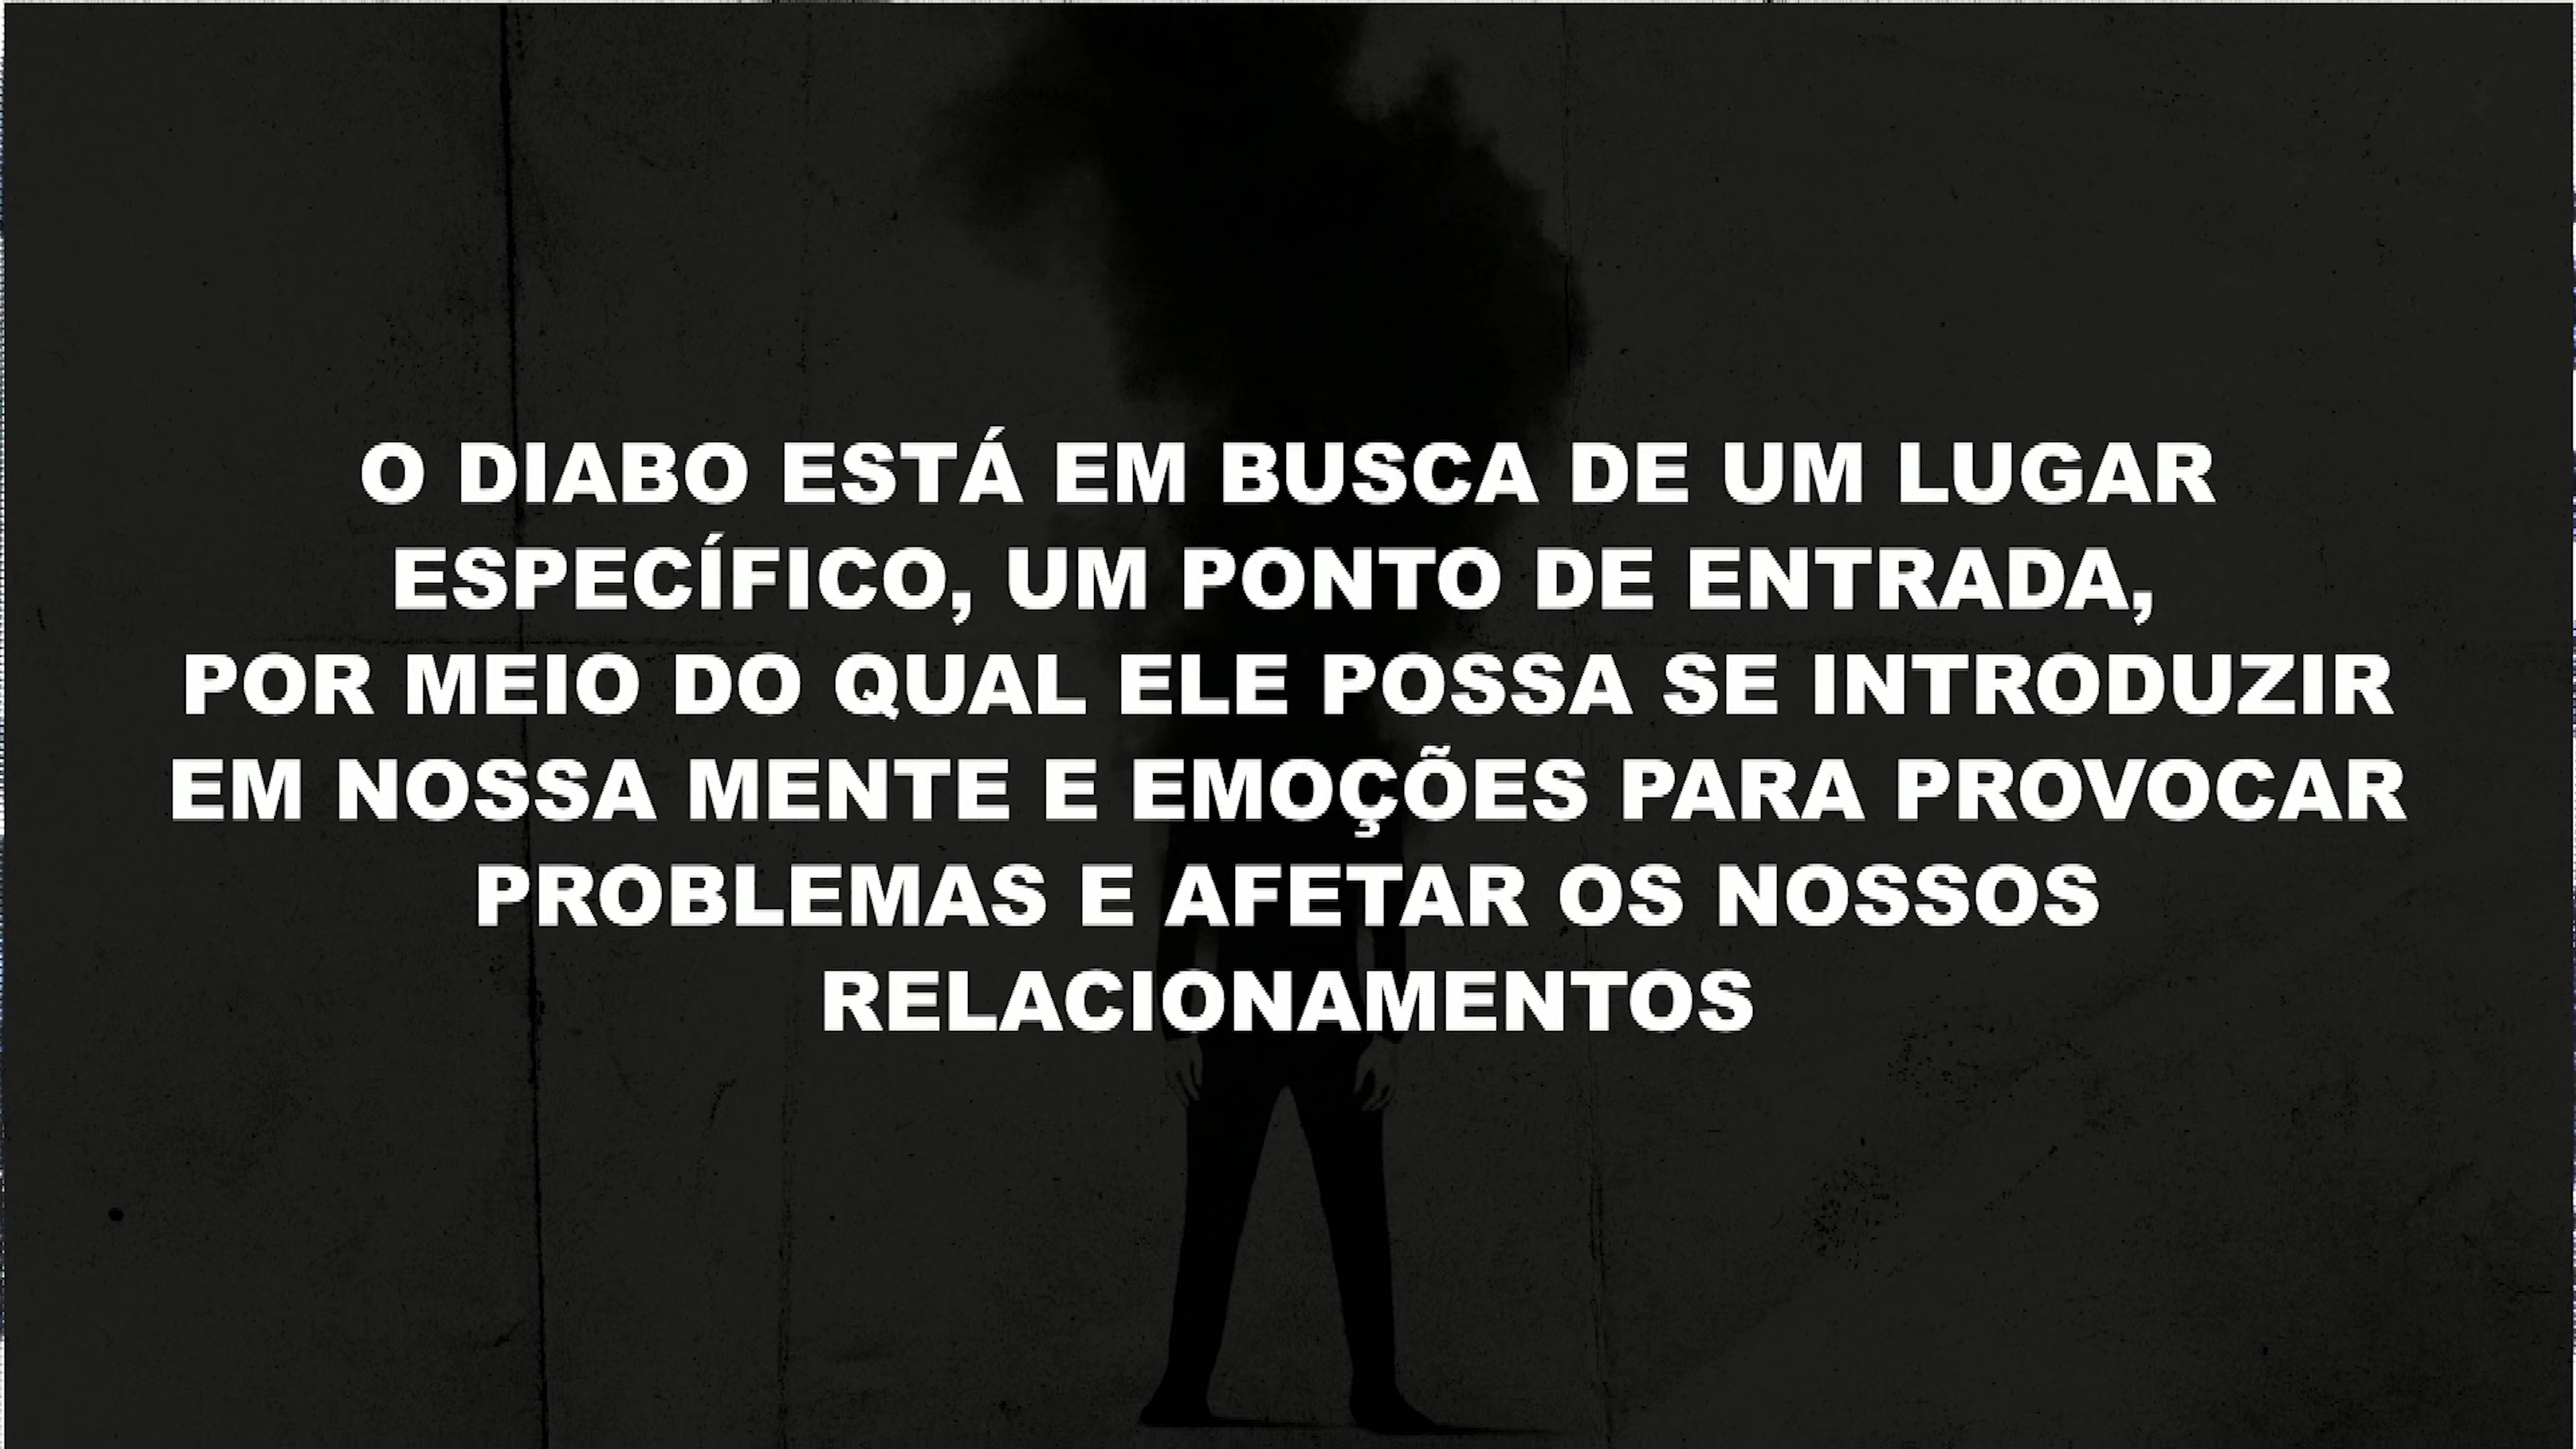 O DIABO ESTÁ EM BUSCA DE UM LUGAR
ESPECÍFICO, UM PONTO DE ENTRADA,
POR MEIO DO QUAL ELE POSSA SE INTRODUZIR
EM NOSSA MENTE E EMOÇÕES PARA PROVOCAR
PROBLEMAS E AFETAR OS NOSSOS
RELACIONAMENTOS